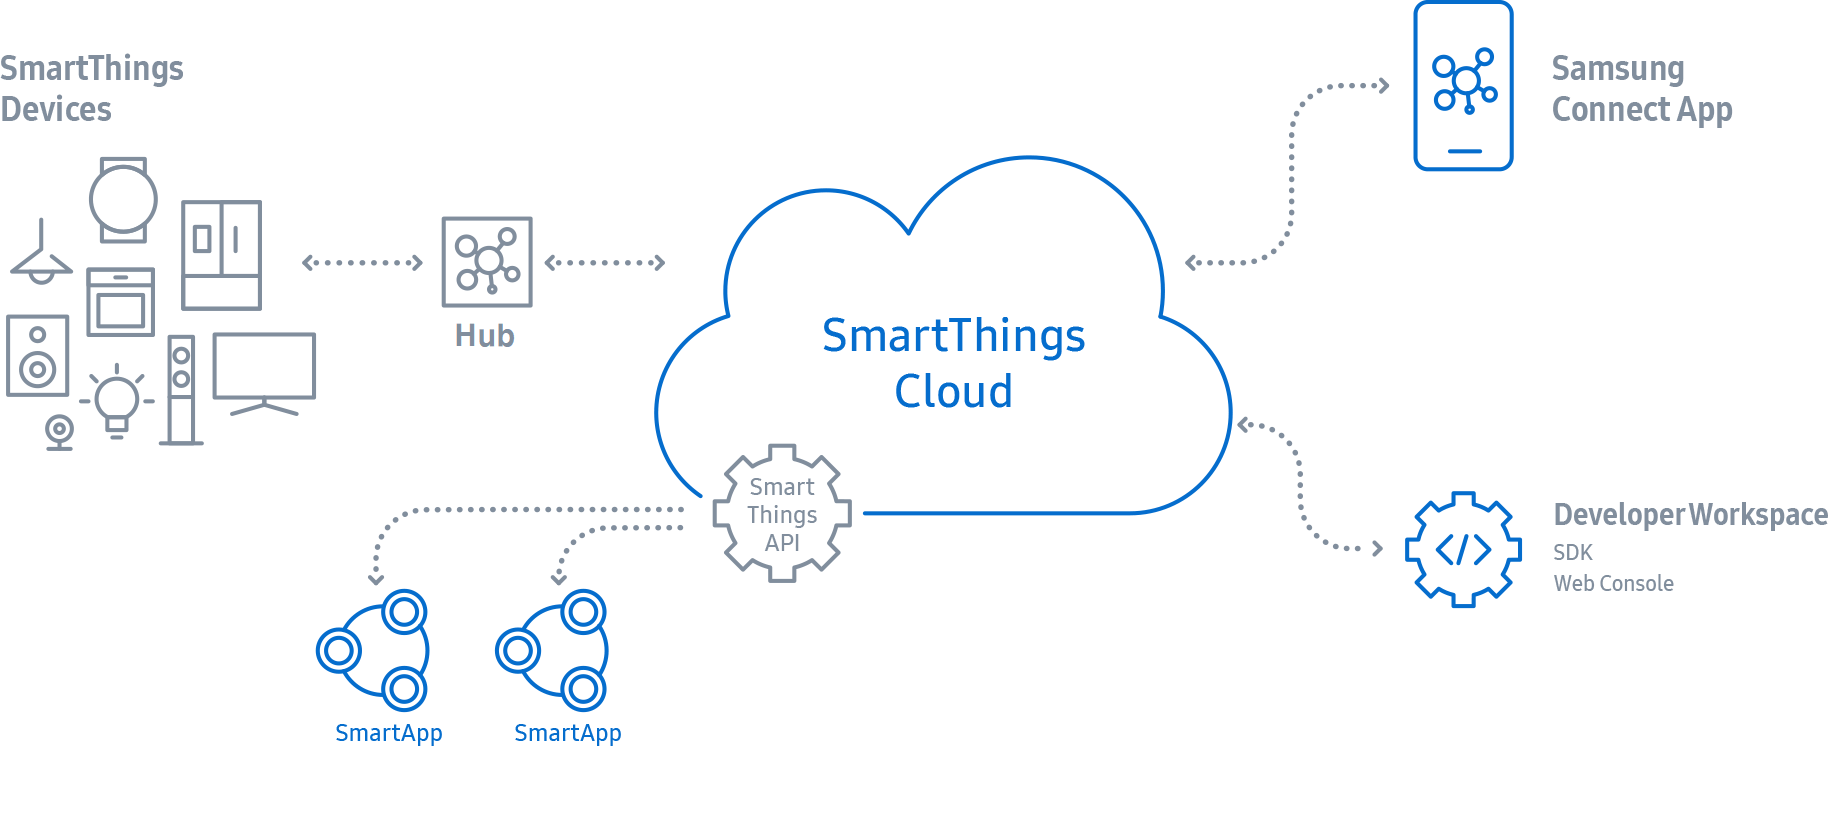 SmartThings
Devices
Samsung
Connect App
Hub
SmartThings
Cloud
Smart
Things
API
Developer Workspace
SDK
Web Console
SmartApp
SmartApp